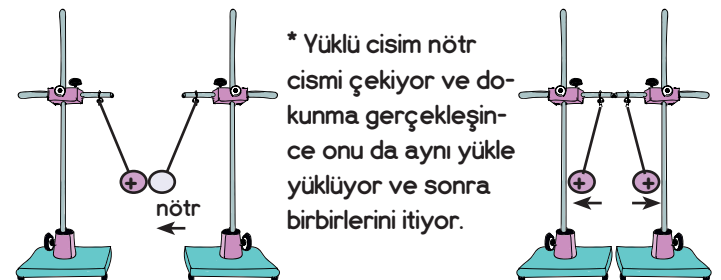 * Yüklü cisim nötr
cismi çekiyor ve do-
kunma gerçekleşin-
ce onu da aynı yükle
yüklüyor ve sonra
birbirlerini itiyor.
+
nötr
+ +